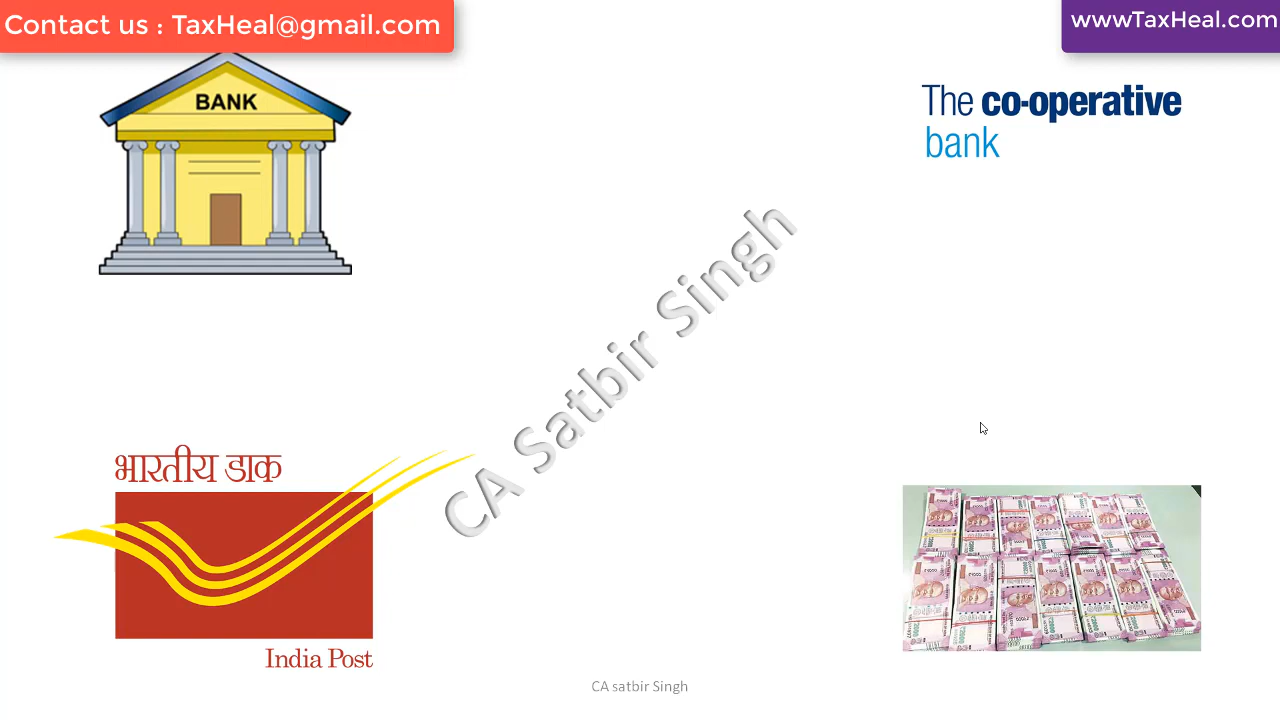 Contact us : TaxHeal@gmail.com
wwwTaxHeal.com
BANK
The co-operative
bank
CA Satbir Singh
भारतीय डाक
India Post
CA satbir Singh